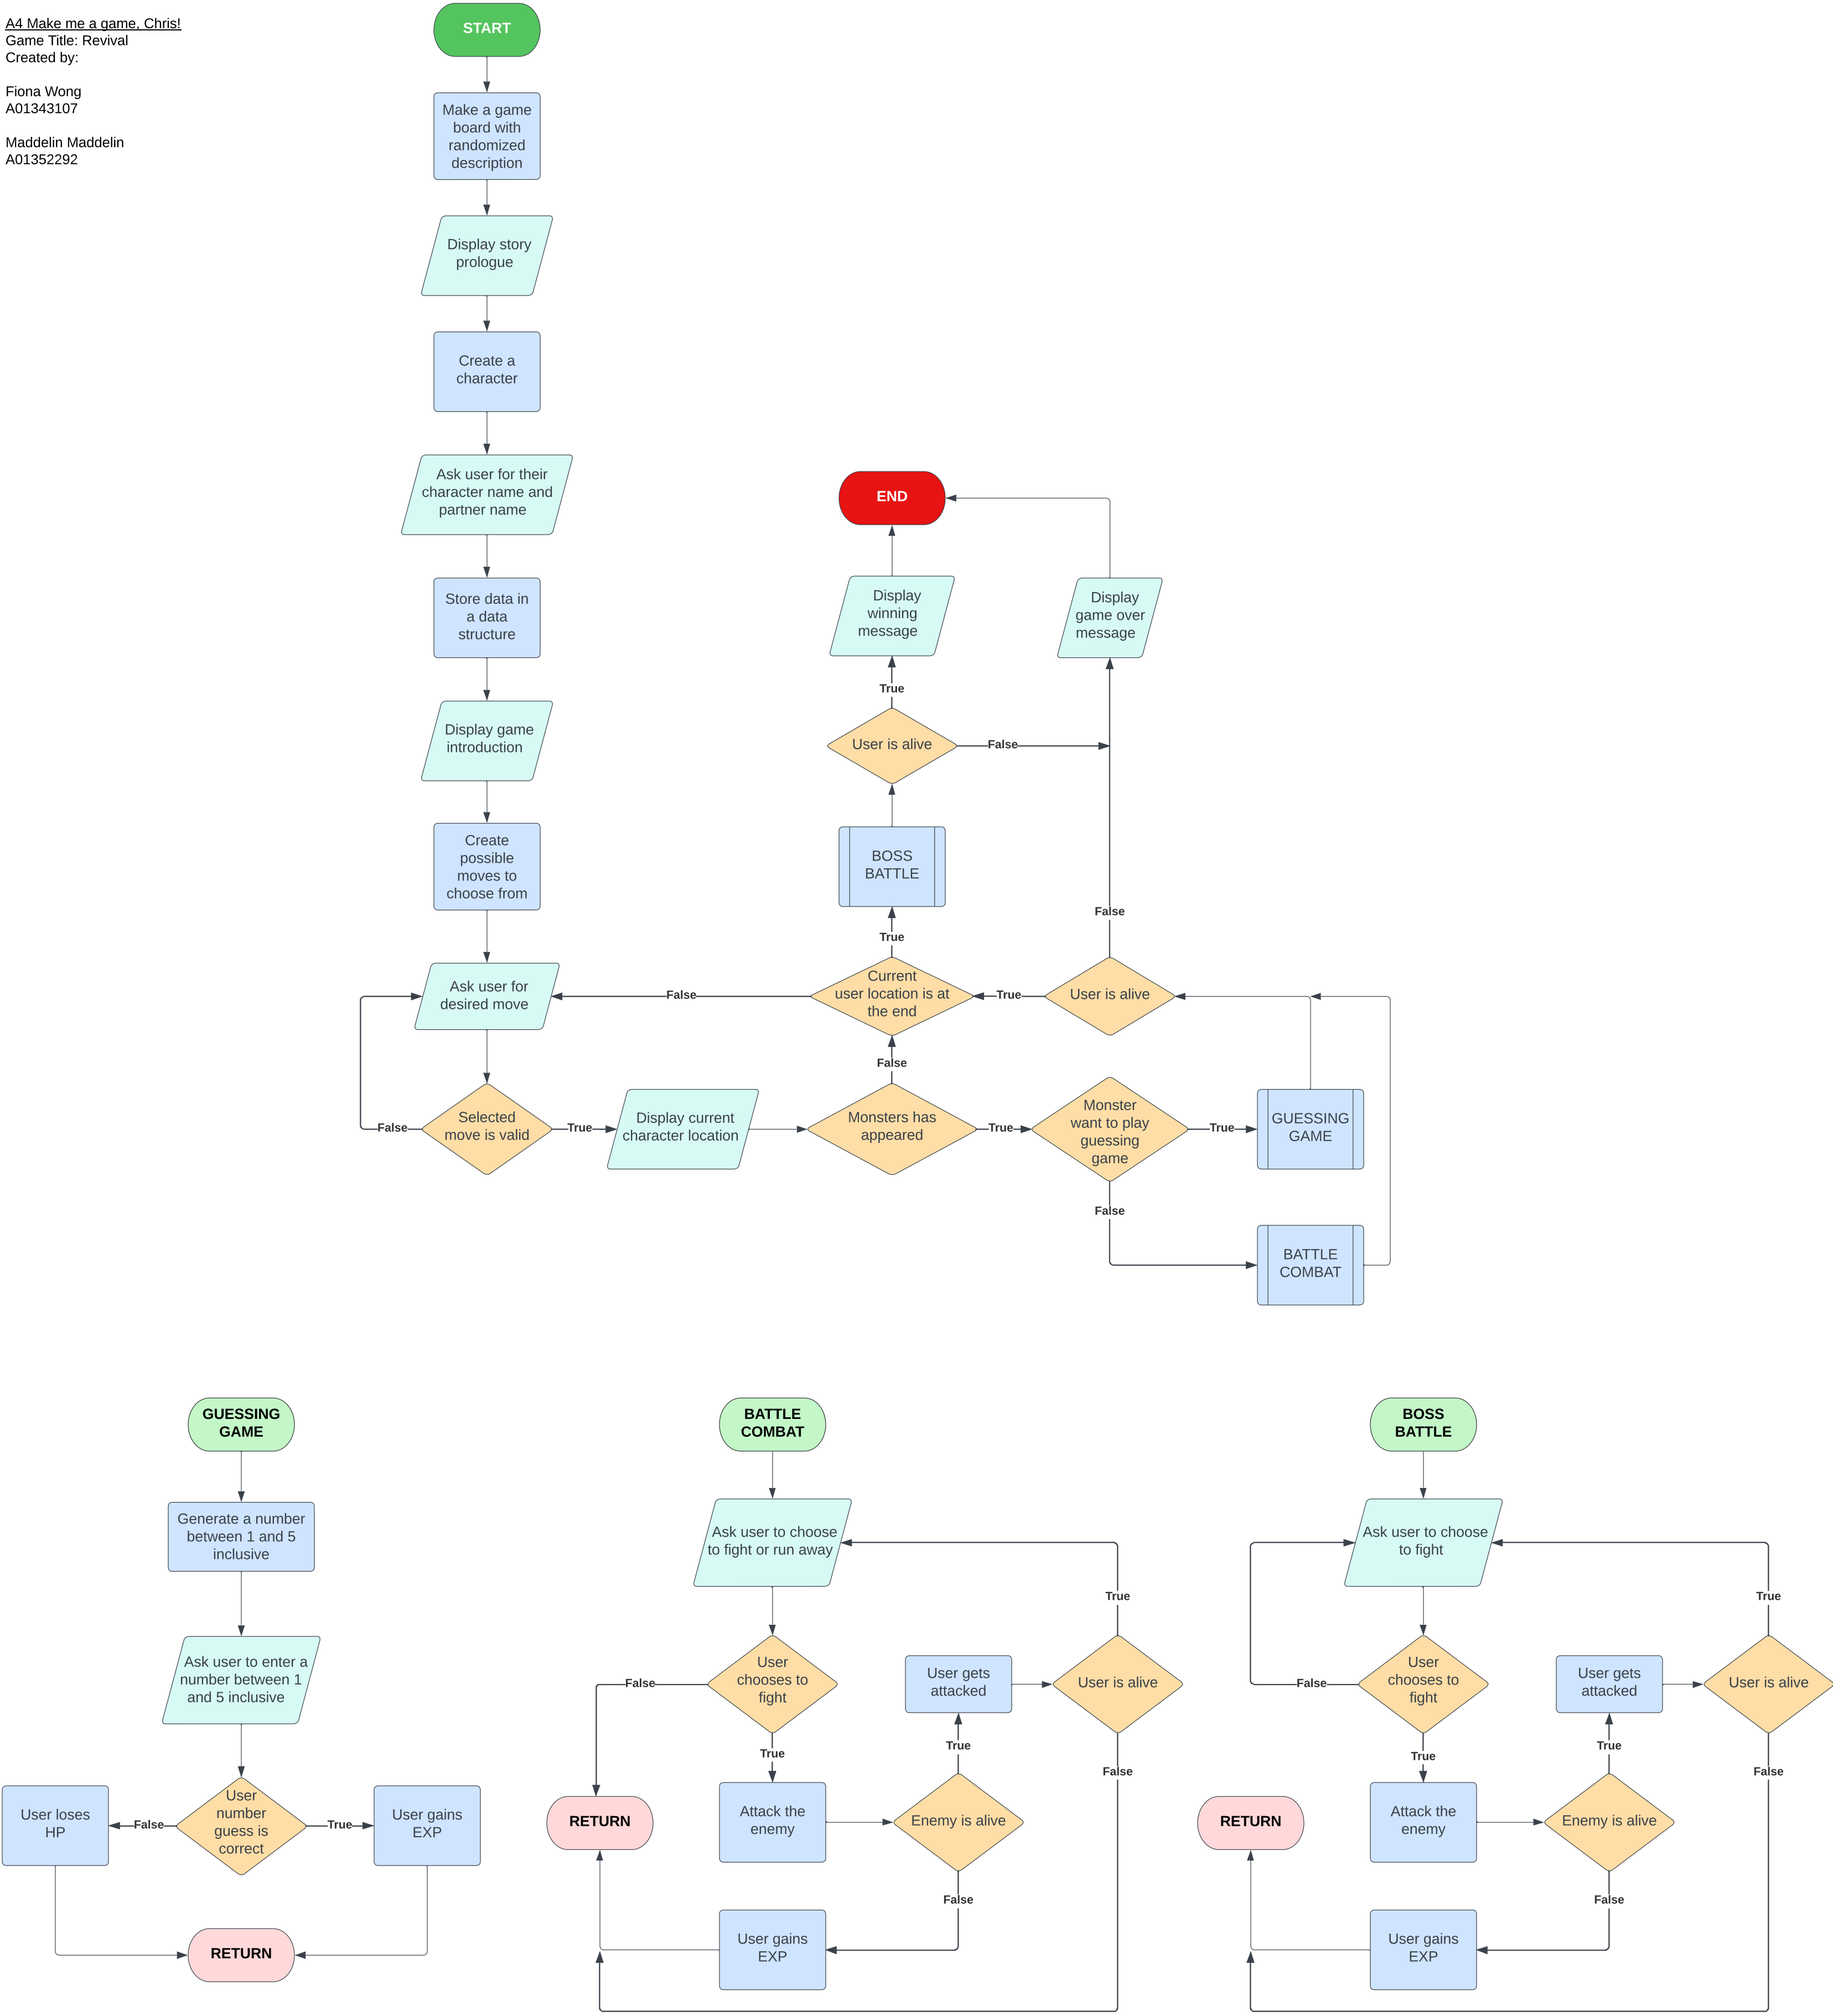 A4 Make me a game, Chris!
Game Title: Revival
Created by:
Fiona Wong
A01343107
Maddelin Maddelin
A01352292
START
Make a game
board with
randomized
description
Display story
prologue
Create a
character
Ask user for their
character name and
partner name
Store data in
a data
structure
Display game
introduction
Create
possible
moves to
choose from
Ask user for
desired move
Selected
move is valid
False
True
Display current
character location
Monsters has
appeared
False
True
Monster
want to play
guessing
game
True
False
GUESSING
GAME
BATTLE
COMBAT
User is alive
True
False
Current
user location is at
the end
False
True
BOSS
BATTLE
User is alive
True
False
Display
winning
message
Display
game over
message
END
GUESSING
GAME
Generate a number
between 1 and 5
inclusive
Ask user to enter a
number between 1
and 5 inclusive
User
number
guess is
correct
False
True
User loses
HP
User gains
EXP
RETURN
BATTLE
COMBAT
Ask user to choose
to fight or run away
User
chooses to
fight
False
True
Attack the
enemy
Enemy is alive
True
False
User gets
attacked
User is alive
True
False
User gains
EXP
RETURN
BOSS
BATTLE
Ask user to choose
to fight
User
chooses to
fight
False
True
Attack the
enemy
Enemy is alive
True
False
User gets
attacked
User is alive
True
False
User gains
EXP
RETURN